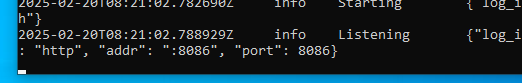 2025-02-20T08:21:02.782690Z info Starting {"log_i
h"}
2025-02-20T08:21:02.788929Z info Listening {"log_i
: "http", "addr": ":8086", "port": 8086}